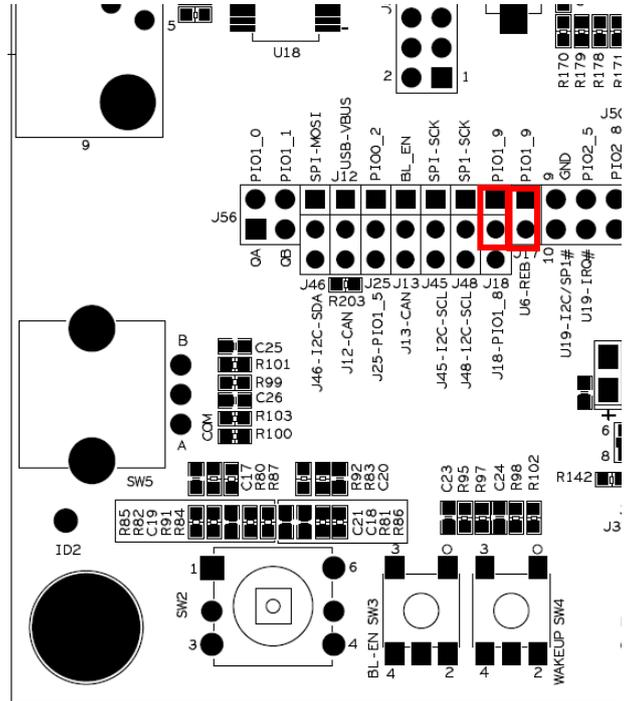 5
U18
5
2
1
R170
R179
R178
R171
9
PIO1_0
PIO1_1
SPI-MOSI
USB-VBUS
J12
PIO0_2
BL_EN
SPI-SCK
SP1-SCK
PIO1_9
PIO1_9
9
GND
PIO2_5
PIO2_8
J50
J56
QA
QB
J46
R203
J25
J13
J45
J48
J18
10
J46-I2C-SDA
J12-CAN
J25-PIO1_5
J13-CAN
J45-I2C-SCL
J48-I2C-SCL
J18-PIO1_8
U6-REB
U19-I2C/SP1#
U19-IRQ#
B
A
COM
C25
R101
R99
C26
R103
R100
SW5
+
6
8
R142
J3
C17
R80
R87
R92
R83
C20
C23
R95
R97
C24
R98
R102
R85
R82
C19
R91
R84
C21
C18
R81
R86
ID2
1
6
SW2
3
4
3
O
BL-EN SW3
4
2
3
O
WAKEUP SW4
4
2